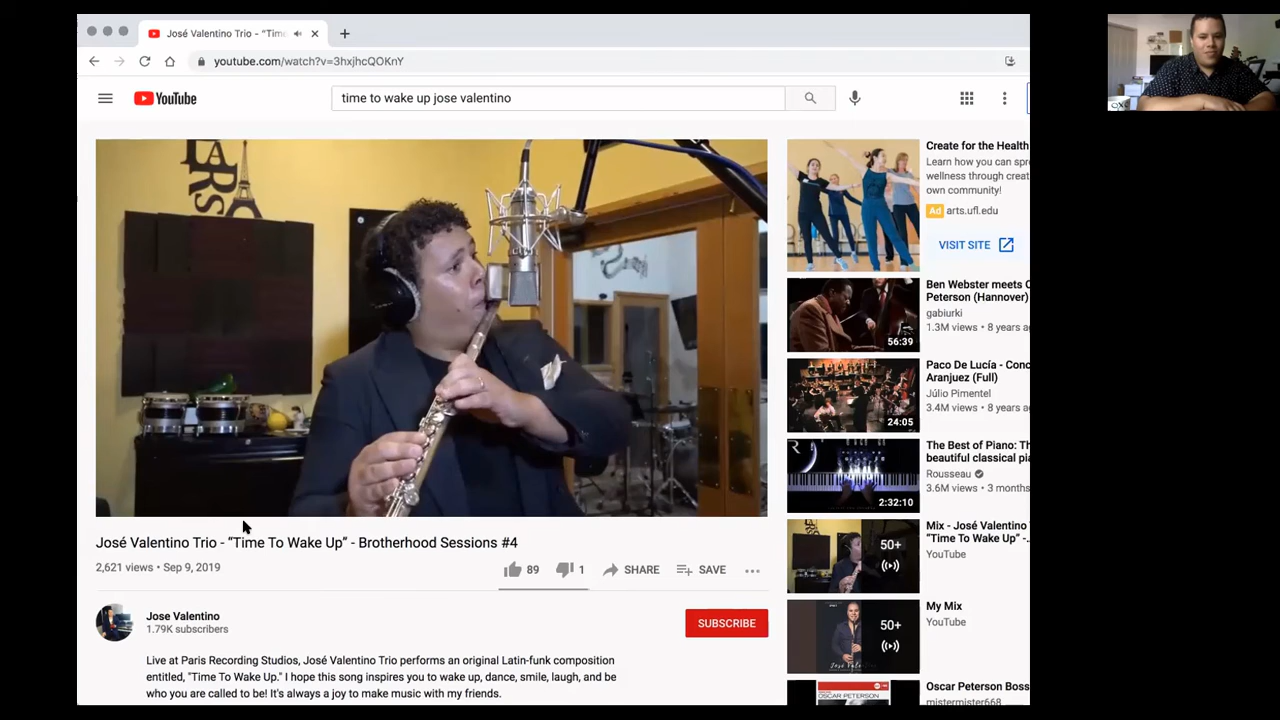 José Valentino Trio - "Time
youtube.com/watch?v=3hxjhcQOKnY
YouTube
time to wake up jose valentino
ARS
José Valentino Trio - “Time To Wake Up” - Brotherhood Sessions #4
2,621 views • Sep 9, 2019
89
1
SHARE
SAVE
Jose Valentino
1.79K subscribers
SUBSCRIBE
Live at Paris Recording Studios, José Valentino Trio performs an original Latin-funk composition
entitled, "Time To Wake Up." I hope this song inspires you to wake up, dance, smile, laugh, and be
who you are called to be! It's always a joy to make music with my friends.
Create for the Health
Learn how you can spre
wellness through creat
own community!
Ad arts.ufl.edu
VISIT SITE
Ben Webster meets O
Peterson (Hannover)
gabiurki
1.3M views • 8 years ag
56:39
Paco De Lucía - Conc
Aranjuez (Full)
Júlio Pimentel
3.4M views • 8 years ag
24:05
The Best of Piano: Th
beautiful classical pia
Rousseau
3.6M views • 3 months
2:32:10
Mix - José Valentino
“Time To Wake Up” -...
YouTube
50+
My Mix
YouTube
50+
Oscar Peterson Boss
mistermister668
OSCAR PETERSON